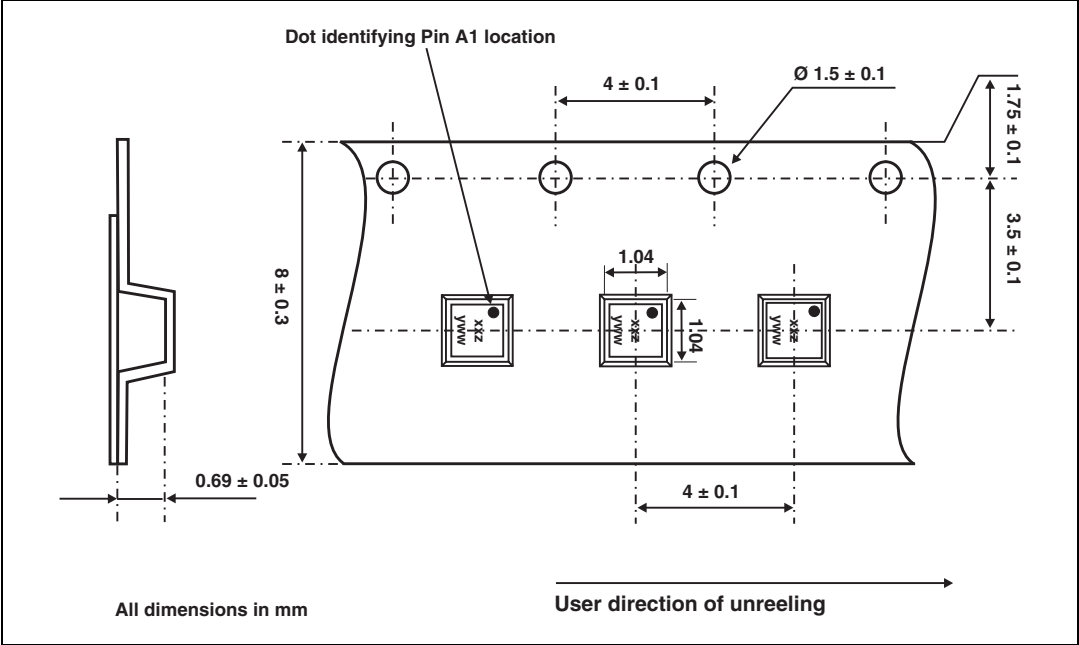 Dot identifying Pin A1 location
4 ± 0.1
Ø 1.5 ± 0.1
1.75 ± 0.1
3.5 ± 0.1
8 ± 0.3
1.04
1.04
xxz
yww
xxz
yww
xxz
yww
0.69 ± 0.05
4 ± 0.1
All dimensions in mm
User direction of unreeling